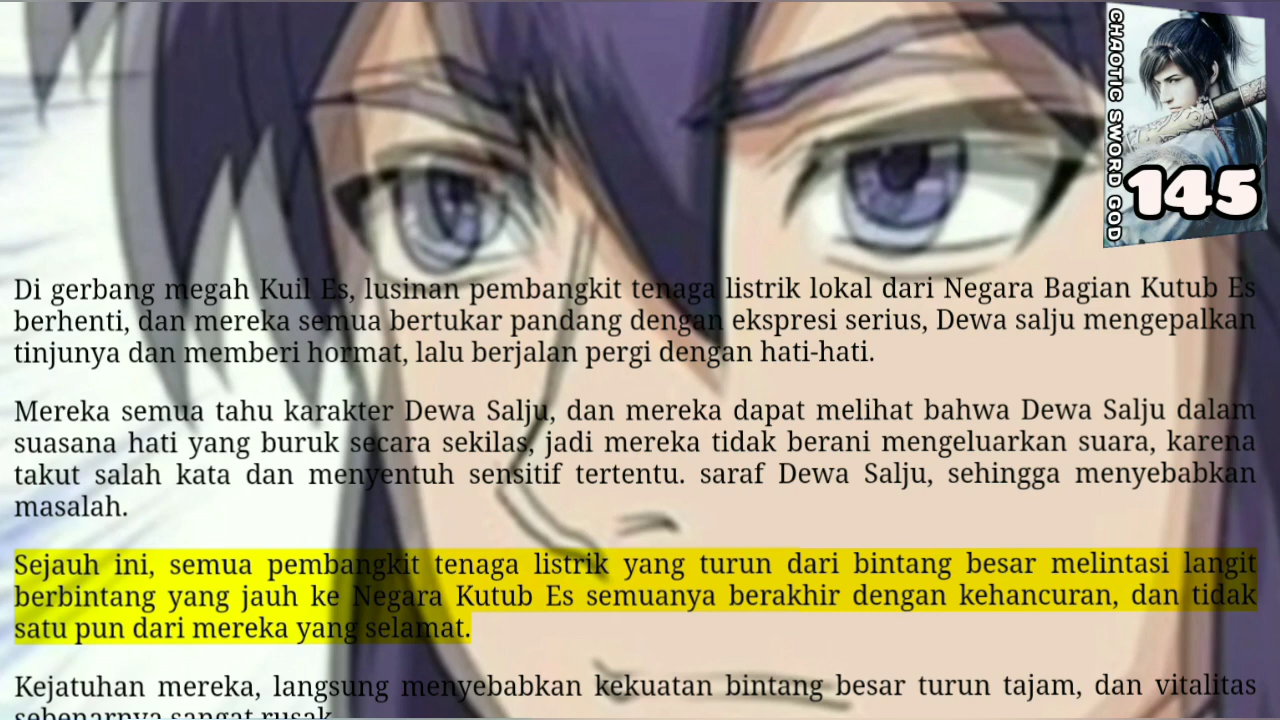 CHAOTIC SWORD GOD
145
Di gerbang megah Kuil Es, lusinan pembangkit tenaga listrik lokal dari Negara Bagian Kutub Es
berhenti, dan mereka semua bertukar pandang dengan ekspresi serius, Dewa salju mengepalkan
tinjunya dan memberi hormat, lalu berjalan pergi dengan hati-hati.
Mereka semua tahu karakter Dewa Salju, dan mereka dapat melihat bahwa Dewa Salju dalam
suasana hati yang buruk secara sekilas, jadi mereka tidak berani mengeluarkan suara, karena
takut salah kata dan menyentuh sensitif tertentu. saraf Dewa Salju, sehingga menyebabkan
masalah.
Sejauh ini, semua pembangkit tenaga listrik yang turun dari bintang besar melintasi langit
berbintang yang jauh ke Negara Kutub Es semuanya berakhir dengan kehancuran, dan tidak
satu pun dari mereka yang selamat.
Kejatuhan mereka, langsung menyebabkan kekuatan bintang besar turun tajam, dan vitalitas
sebenarnya sangat rusak.